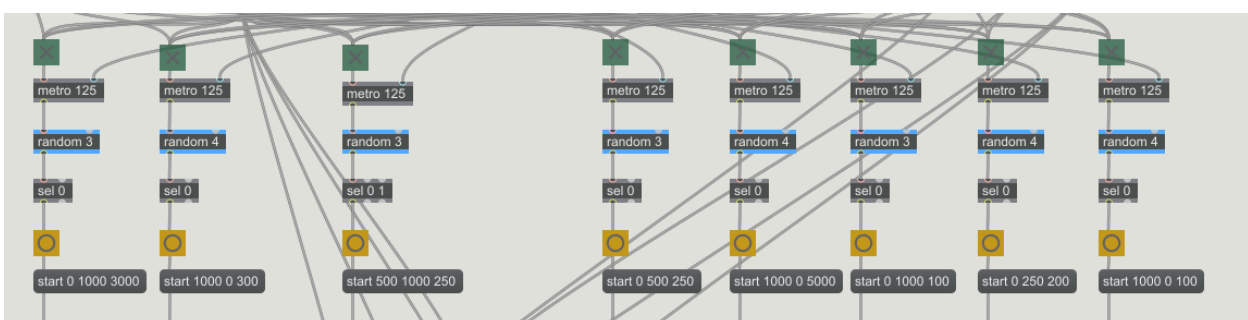 metro 125 metro 125 metro 125 metro 125 metro 125 metro 125 metro 125 metro 125
random 3 random 4 random 3 random 3 random 4 random 3 random 4 random 4
sel 0 sel 0 sel 0 1 sel 0 sel 0 sel 0 sel 0 sel 0
start 0 1000 3000 start 1000 0 300 start 500 1000 250 start 0 500 250 start 1000 0 5000 start 0 1000 100 start 0 250 200 start 1000 0 100